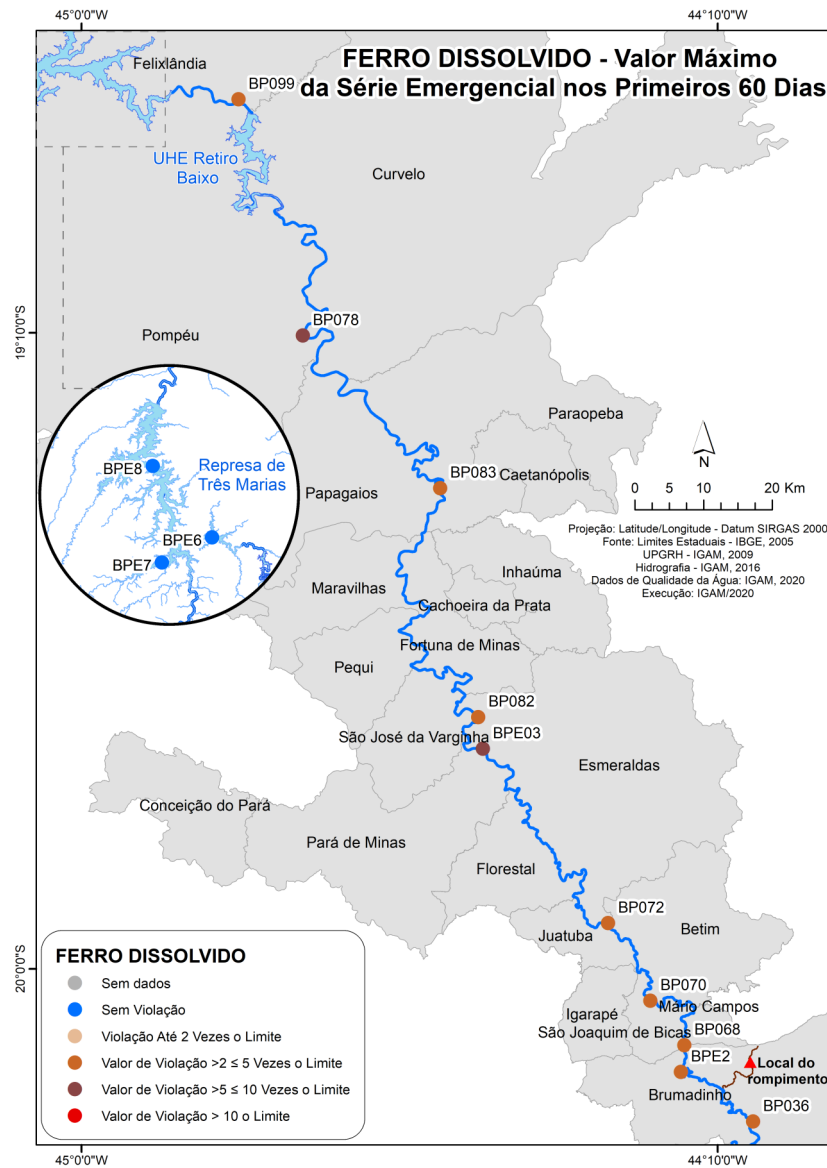 45°0'0"W
44°10'0"W
FERRO DISSOLVIDO - Valor Máximo
da Série Emergencial nos Primeiros 60 Dias
Felixlândia
BP099
UHE Retiro
Baixo
Curvelo
BP078
19°10'0"S
Pompéu
Paraopeba
BPE8
Represa de
Três Marias
BPE6
BPE7
BP083
Caetanópolis
Papagaios
N
0 5 10 20 Km
Projeção: Latitude/Longitude - Datum SIRGAS 2000
Fonte: Limites Estaduais - IBGE, 2005
UPGRH - IGAM, 2009
Hidrografia - IGAM, 2016
Dados de Qualidade da Água: IGAM, 2020
Execução: IGAM/2020
Inhaúma
Maravilhas
Cachoeira da Prata
Fortuna de Minas
Pequi
BP082
São José da Varginha
BPE03
Esmeraldas
Conceição do Pará
Pará de Minas
Florestal
BP072
Juatuba
Betim
20°0'0"S
BP070
Mário Campos
Igarapé
São Joaquim de Bicas
BP068
BPE2
Local do
rompimento
Brumadinho
BP036
FERRO DISSOLVIDO
Sem dados
Sem Violação
Violação Até 2 Vezes o Limite
Valor de Violação >2 ≤ 5 Vezes o Limite
Valor de Violação >5 ≤ 10 Vezes o Limite
Valor de Violação > 10 o Limite
45°0'0"W
44°10'0"W